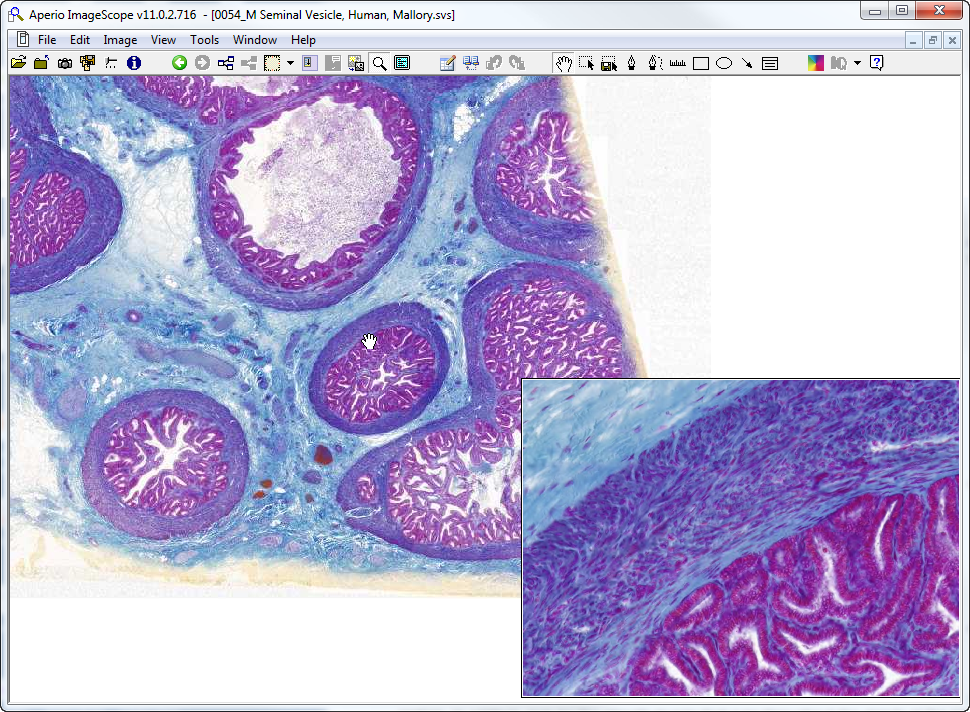 Aperio ImageScope v11.0.2.716 - [0054_M Seminal Vesicle, Human, Mallory.svs]
File Edit Image View Tools Window Help
IQ